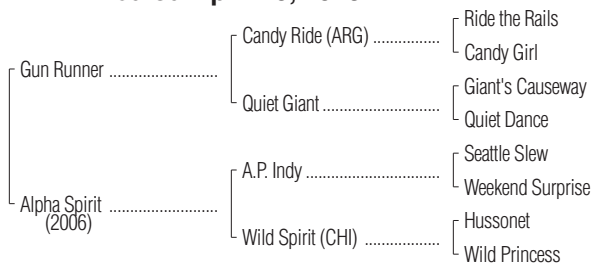 Ride the Rails
Candy Ride (ARG) ................
Candy Girl
Gun Runner ..........................
Giant's Causeway
Quiet Giant ............................
Quiet Dance
Seattle Slew
A.P. Indy ................................
Weekend Surprise
Alpha Spirit ..........................
(2006)
Hussonet
Wild Spirit (CHI) ..................
Wild Princess